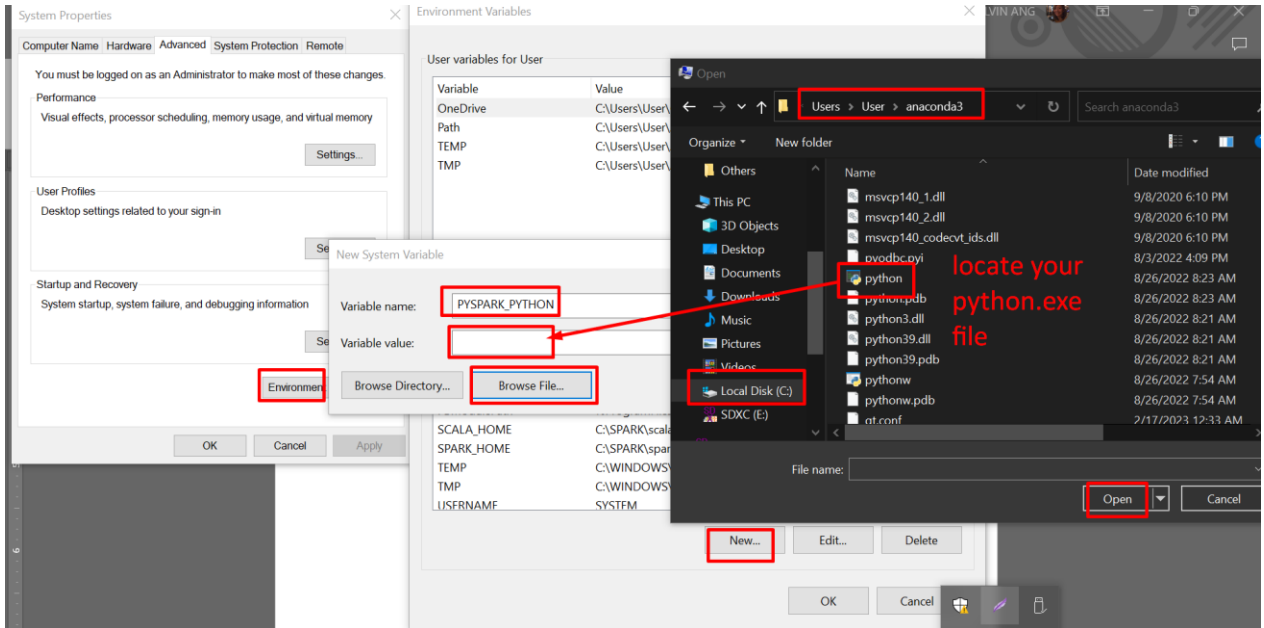 System Properties
Computer Name Hardware Advanced System Protection Remote
You must be logged on as an Administrator to make most of these changes.
Performance
Visual effects, processor scheduling, memory usage, and virtual memory
Settings...
User Profiles
Desktop settings related to your sign-in
Se
Startup and Recovery
System startup, system failure, and debugging information
Se
Environmen
OK Cancel Apply
Environment Variables
User variables for User
Variable Value
OneDrive C:\Users\User\
Path C:\Users\User\
TEMP C:\Users\User\
TMP C:\Users\User\
New System Variable
Variable name: PYSPARK_PYTHON
Variable value:
Browse Directory... Browse File...
SCALA_HOME C:\SPARK\scala
SPARK_HOME C:\SPARK\spar
TEMP C:\WINDOWS\
TMP C:\WINDOWS\
USERNAME SYSTEM
New... Edit... Delete
OK Cancel
VIN ANG
Open
Users > User > anaconda3
Search anaconda3
Organize New folder
Others
This PC
3D Objects
Desktop
Documents
Downloads
Music
Pictures
Videos
Local Disk (C:)
SDXC (E:)
Name Date modified
msvcp140_1.dll 9/8/2020 6:10 PM
msvcp140_2.dll 9/8/2020 6:10 PM
msvcp140_codecvt_ids.dll 9/8/2020 6:10 PM
pyodbc.pyi 8/3/2022 4:09 PM
python 8/26/2022 8:23 AM
python.pdb 8/26/2022 8:23 AM
python3.dll 8/26/2022 8:21 AM
python39.dll 8/26/2022 8:21 AM
python39.pdb 8/26/2022 8:21 AM
pythonw 8/26/2022 7:54 AM
pythonw.pdb 8/26/2022 7:54 AM
qt.conf 2/17/2023 12:33 AM
locate your
python.exe
file
File name:
Open Cancel